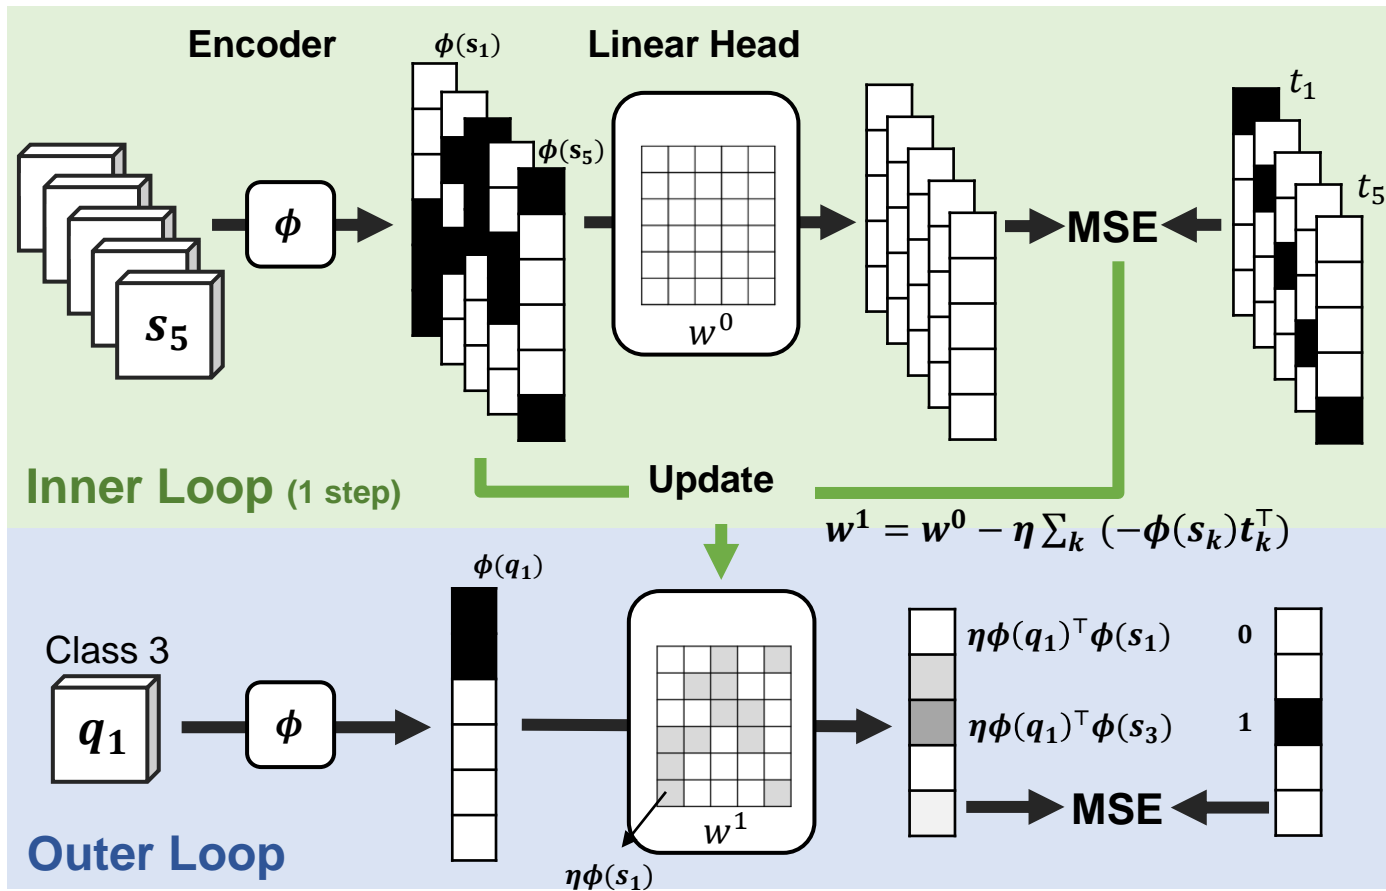 Encoder
ϕ(s₁)
Linear Head
t₁
ϕ(s₅)
t₅
s₅
ϕ
MSE
w⁰
Inner Loop (1 step)
Update
w¹ = w⁰ − η ∑ₖ (−ϕ(sₖ)tₖ⊤)
ϕ(q₁)
Class 3
ηϕ(q₁)⊤ϕ(s₁)
0
q₁
ϕ
ηϕ(q₁)⊤ϕ(s₃)
1
MSE
w¹
Outer Loop
ηϕ(s₁)